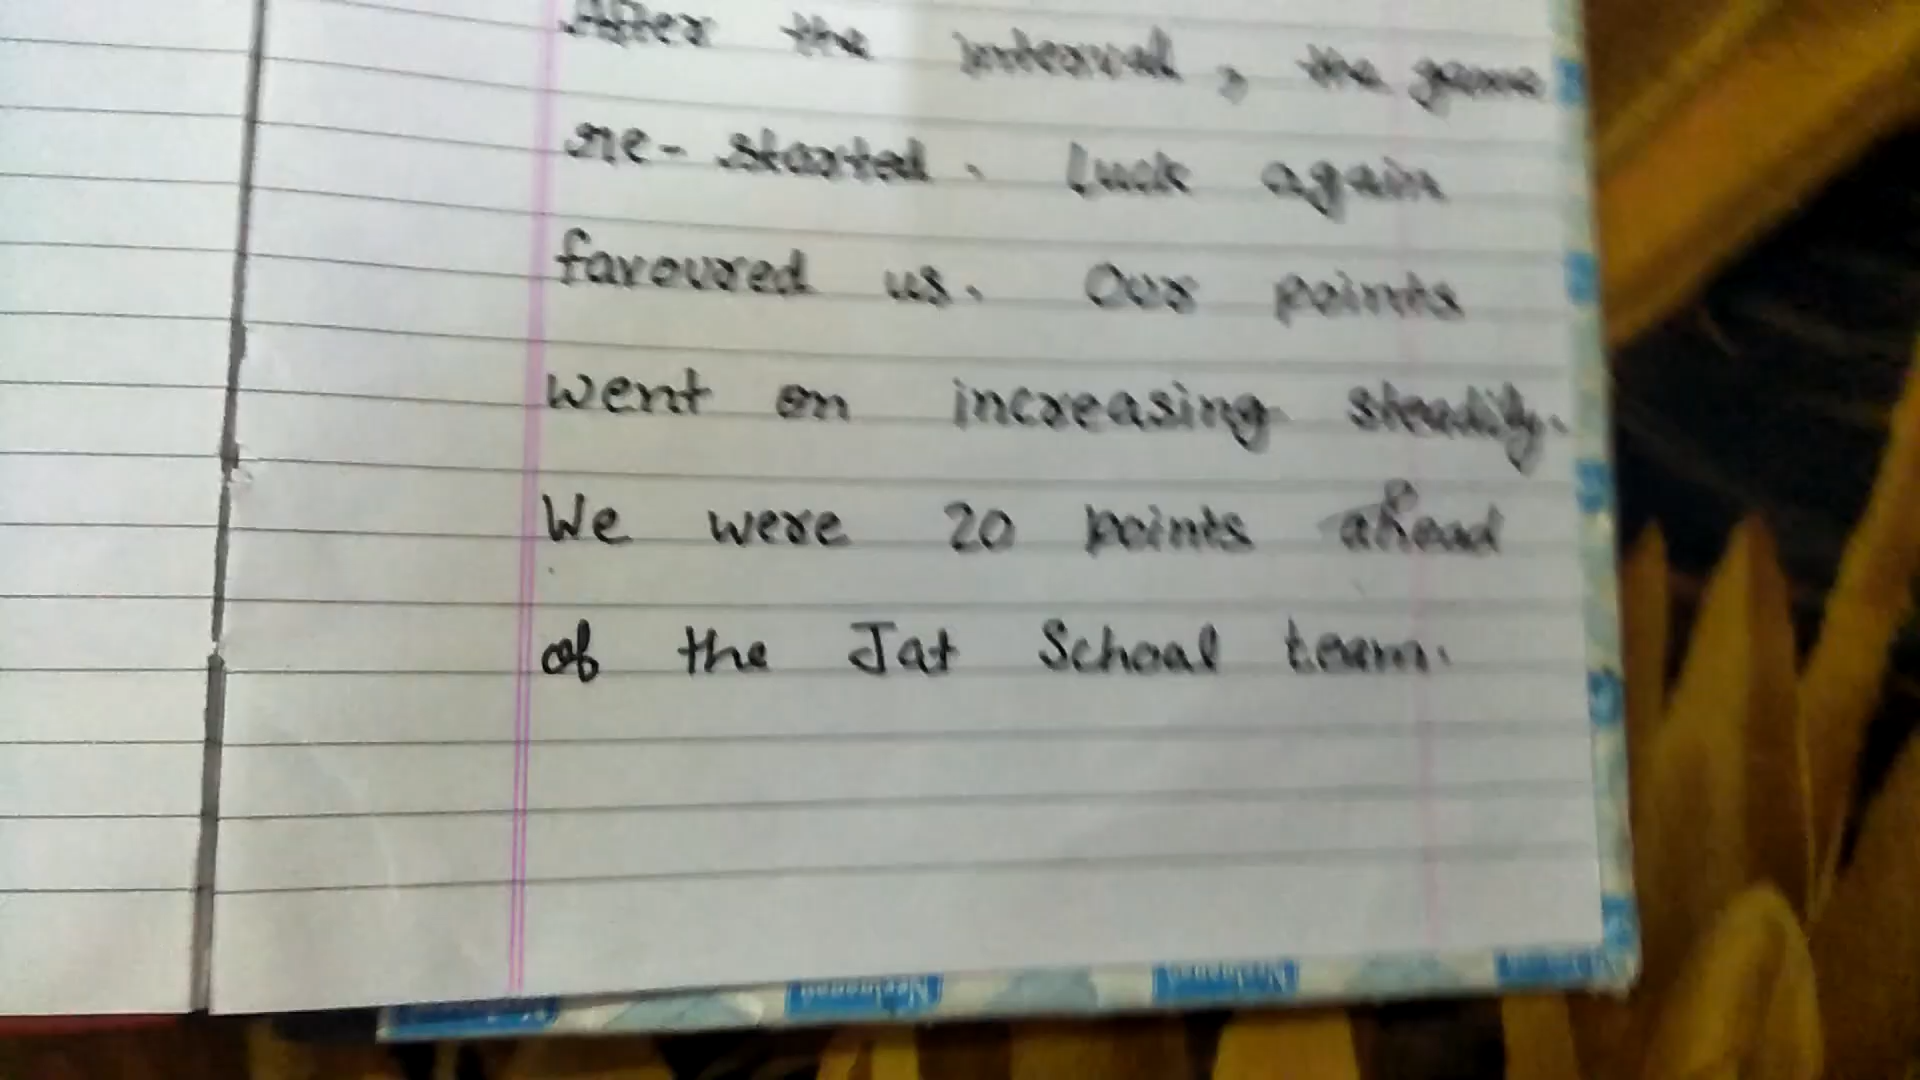 After the interval, the game
re-started. Luck again
favoured us. Our points
went on increasing steadily.
We were 20 points ahead
of the Jat School team.